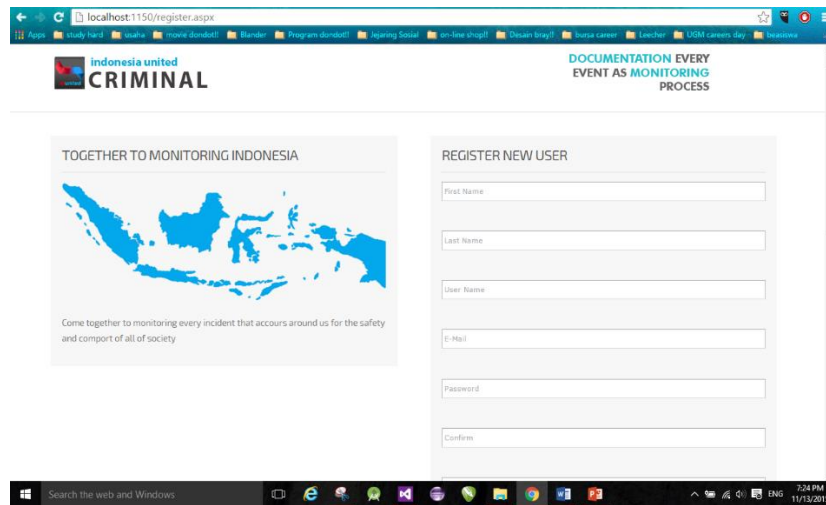 localhost:1150/register.aspx
Apps study hard usaha movie dondot!! Blander Program dondot!! Jejaring Sosial on-line shop!! Desain bray!! bursa career Leecher UGM careers day beasiswa
indonesia united
CRIMINAL
DOCUMENTATION EVERY
EVENT AS MONITORING
PROCESS
TOGETHER TO MONITORING INDONESIA
Come together to monitoring every incident that accours around us for the safety
and comport of all of society
REGISTER NEW USER
First Name
Last Name
User Name
E-Mail
Password
Confirm
Search the web and Windows
ENG
7:24 PM
11/13/201